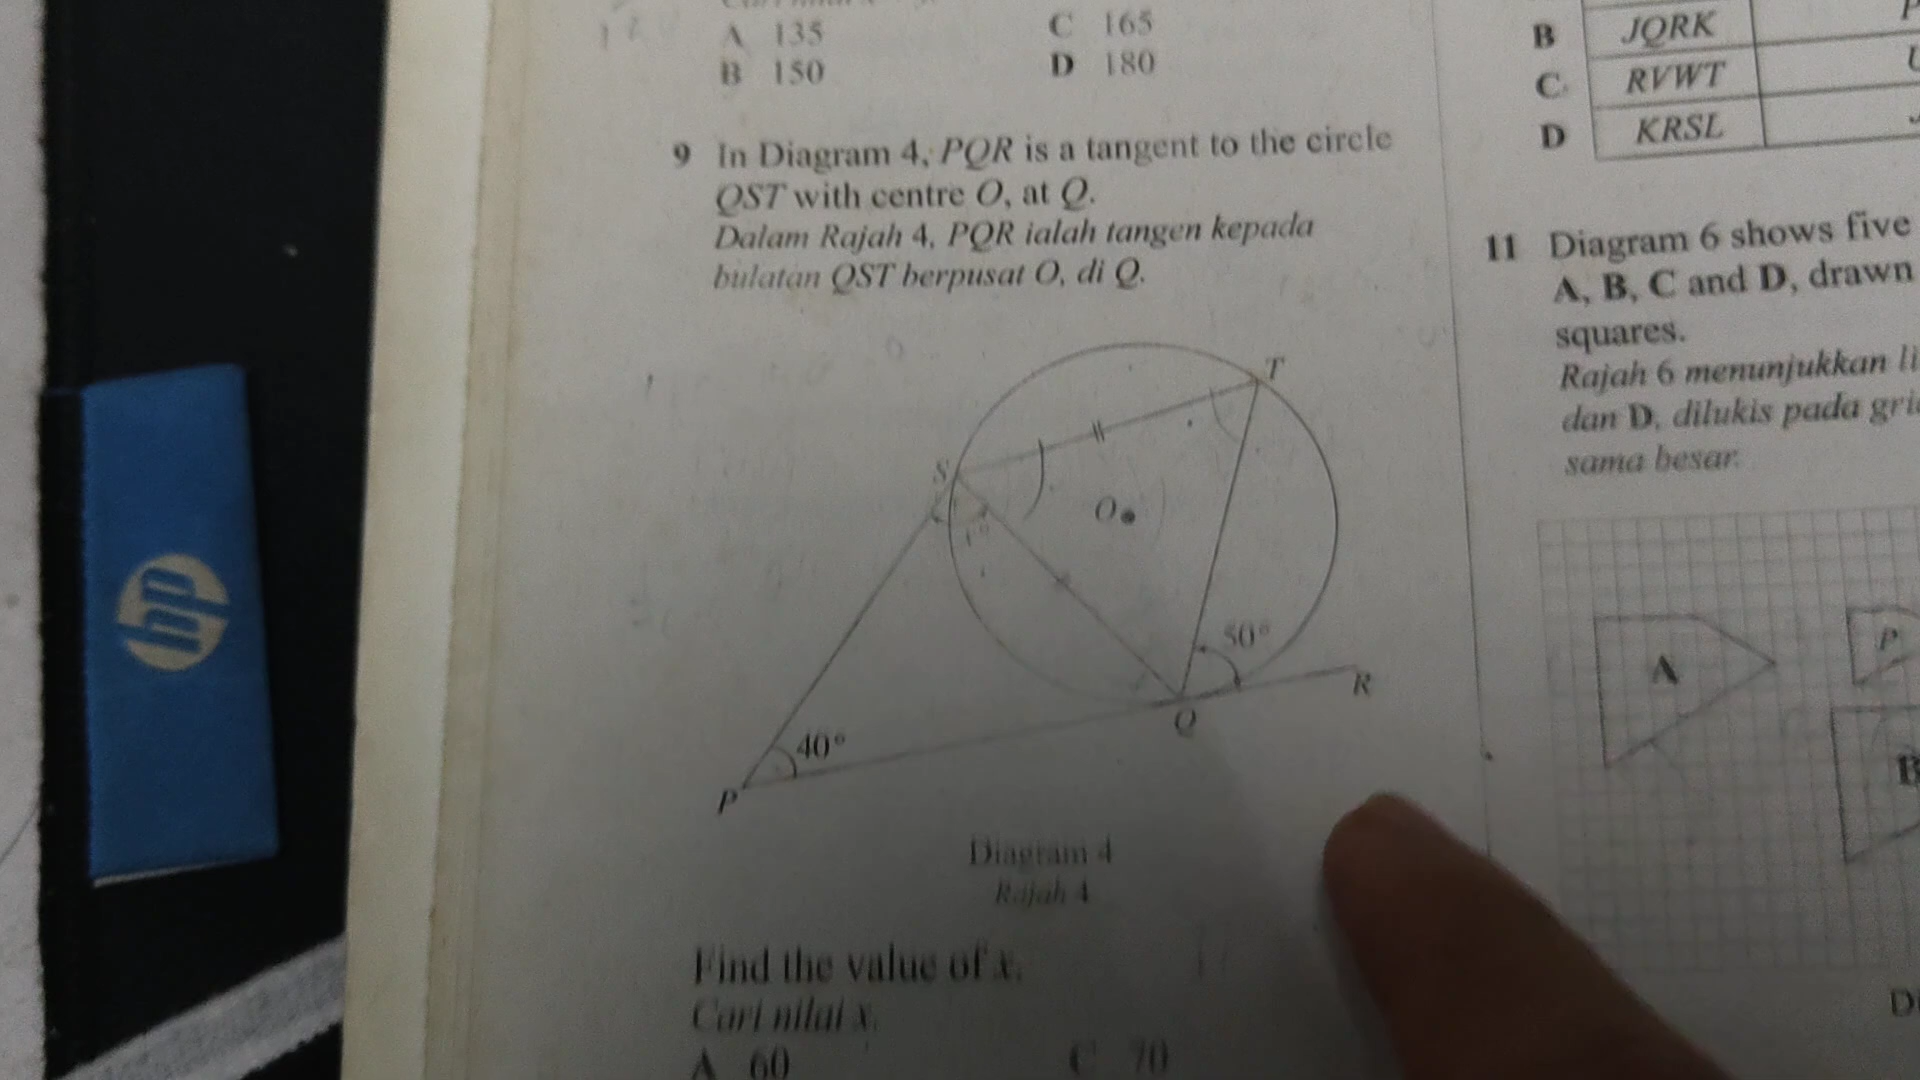 A 135
C 165
B 150
D 180
9 In Diagram 4, PQR is a tangent to the circle
QST with centre O, at Q.
Dalam Rajah 4, PQR ialah tangen kepada
bulatan QST berpusat O, di Q.
T
S
O
x°
50°
R
Q
40°
P
Diagram 4
Rajah 4
Find the value of x.
Cari nilai x.
A 60
C 70
B JQRK
C RVWT
D KRSL
11 Diagram 6 shows five
A, B, C and D, drawn
squares.
Rajah 6 menunjukkan
dan D, dilukis pada
sama besar.
A
P
B
hp